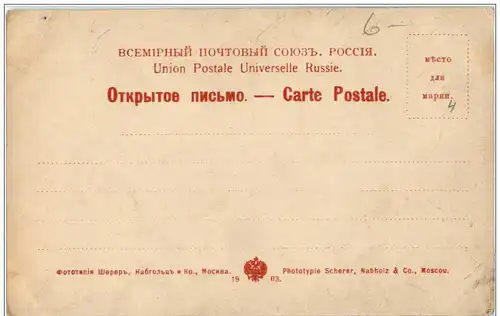 6-
ВСЕМІРНЫЙ ПОЧТОВЫЙ СОЮЗЪ. РОССІЯ.
Union Postale Universelle Russie.
Открытое письмо. — Carte Postale.
мѣсто
для
марки.
4
Фототипія Шереръ, Набгольцъ и Ко., Москва.
Phototypie Scherer, Nabholz & Co., Moscou.
19 03.